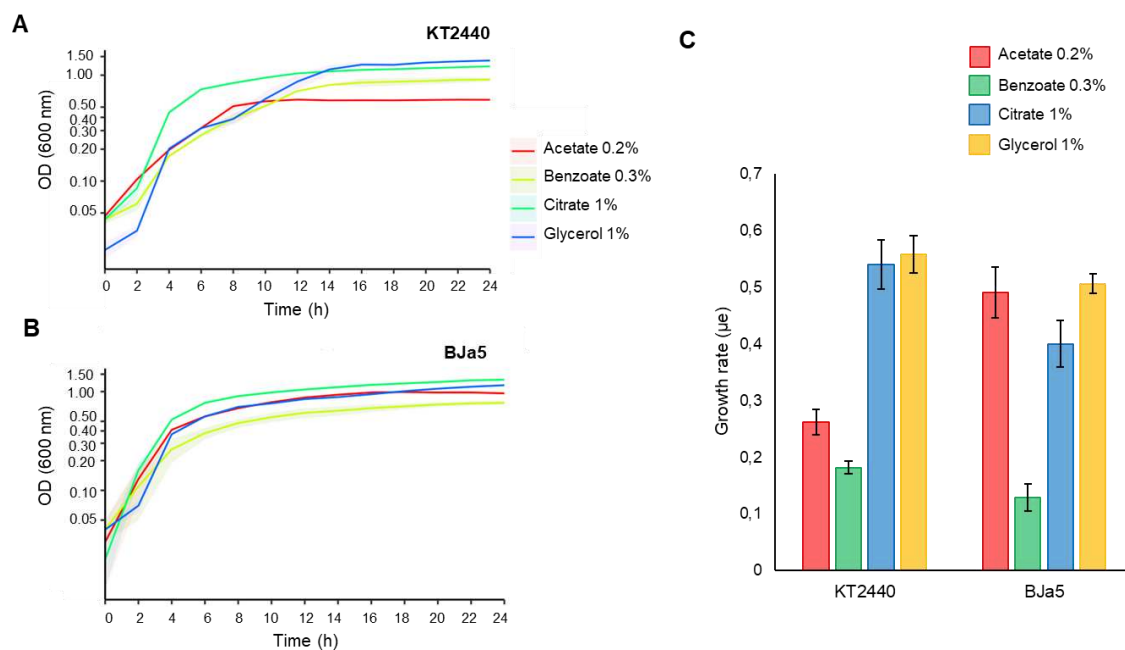 A
KT2440
OD (600 nm)
1.50
1.00
0.50
0.40
0.30
0.20
0.10
0.05
0 2 4 6 8 10 12 14 16 18 20 22 24
Time (h)
Acetate 0.2%
Benzoate 0.3%
Citrate 1%
Glycerol 1%
B
BJa5
OD (600 nm)
1.50
1.00
0.50
0.40
0.30
0.20
0.10
0.05
0 2 4 6 8 10 12 14 16 18 20 22 24
Time (h)
C
Acetate 0.2%
Benzoate 0.3%
Citrate 1%
Glycerol 1%
Growth rate (µe)
0,7
0,6
0,5
0,4
0,3
0,2
0,1
0
KT2440 BJa5